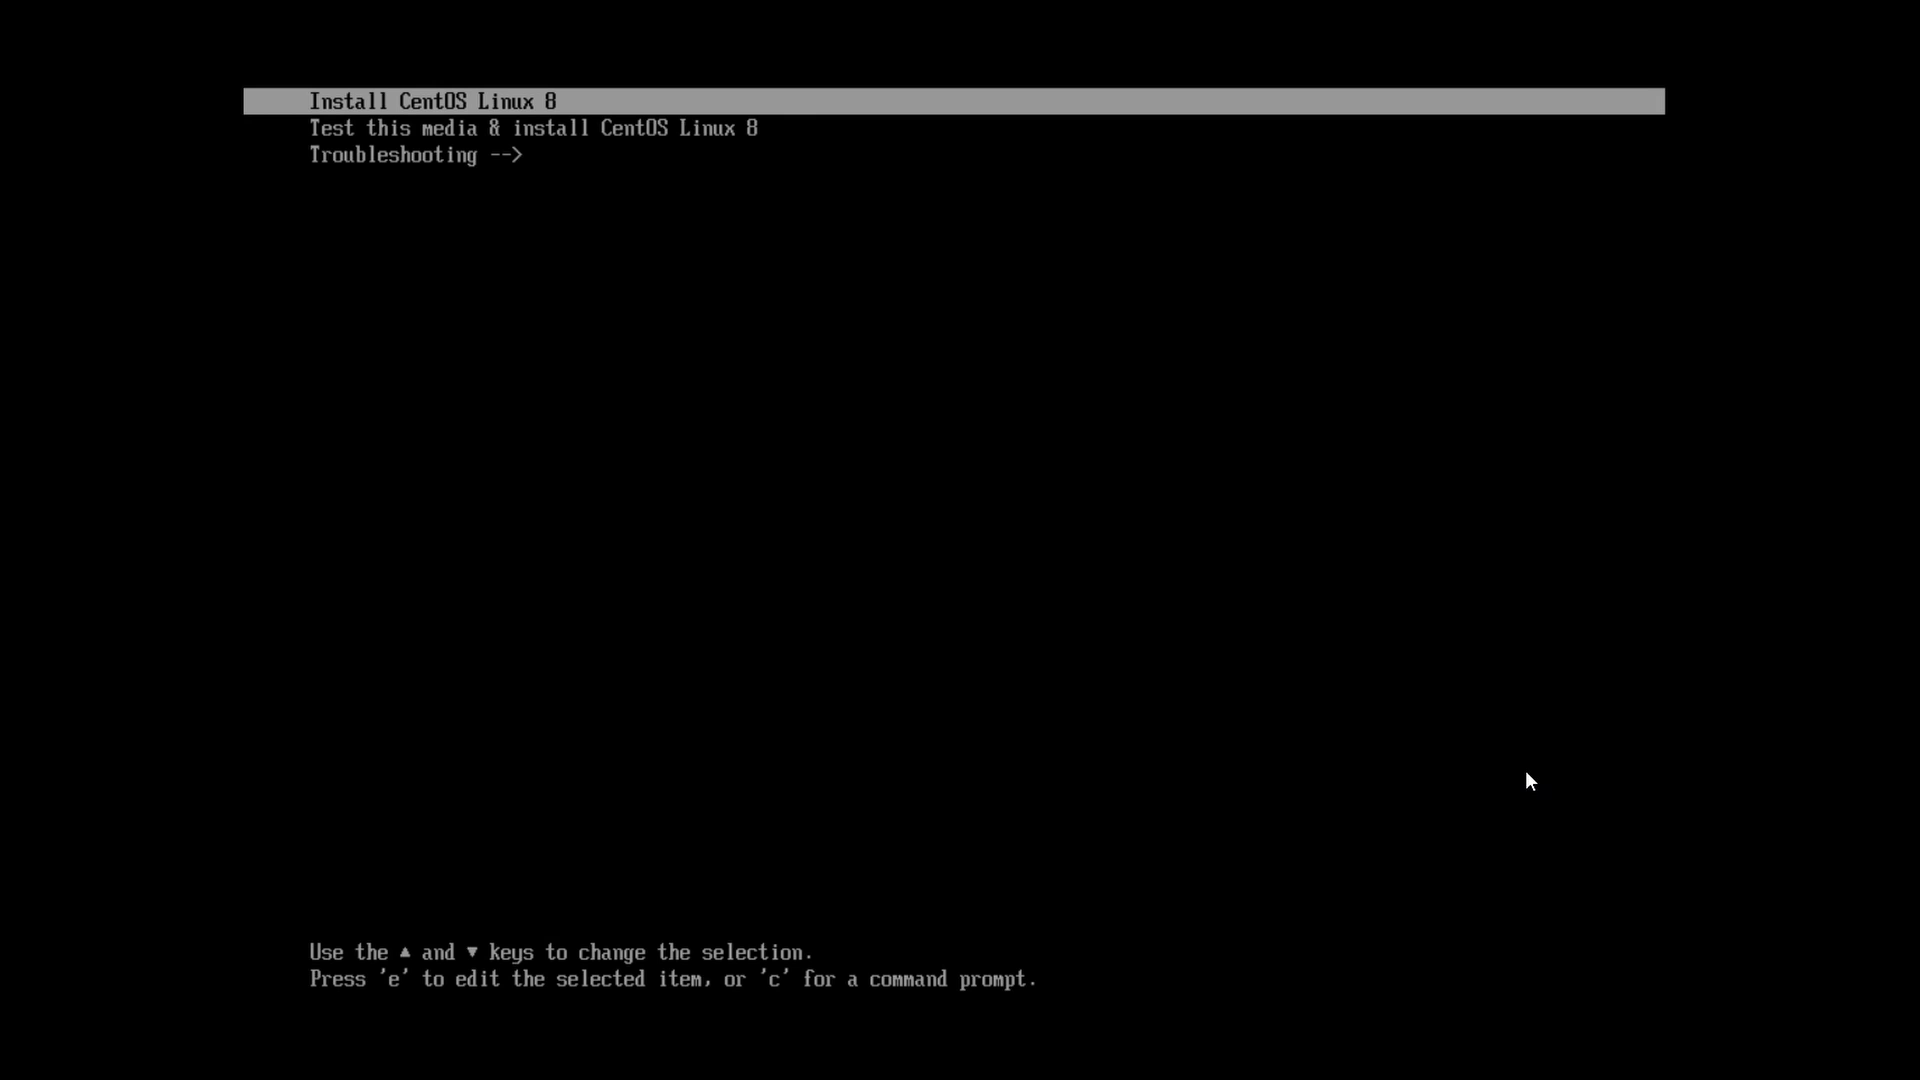 Install CentOS Linux 8
Test this media & install CentOS Linux 8
Troubleshooting -->
Use the ▲ and ▼ keys to change the selection.
Press 'e' to edit the selected item, or 'c' for a command prompt.